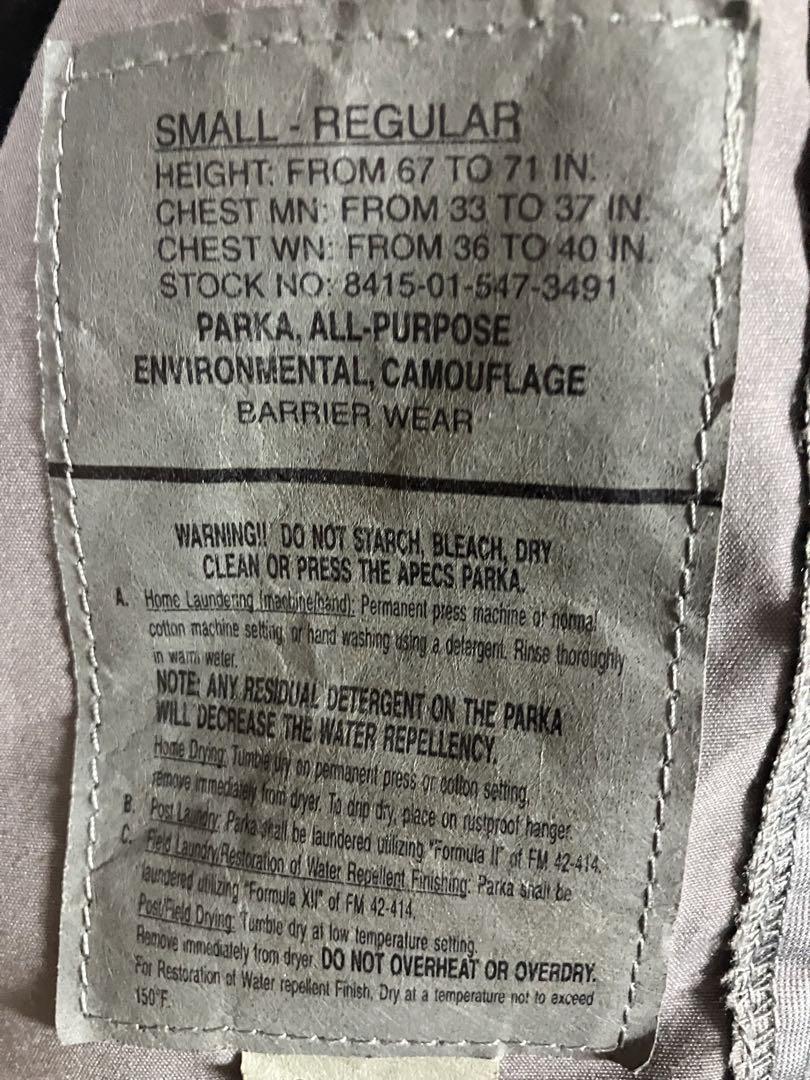 SMALL - REGULAR
HEIGHT: FROM 67 TO 71 IN.
CHEST MN: FROM 33 TO 37 IN.
CHEST WN: FROM 36 TO 40 IN.
STOCK NO: 8415-01-547-3491
PARKA, ALL-PURPOSE
ENVIRONMENTAL, CAMOUFLAGE
BARRIER WEAR
WARNING!! DO NOT STARCH, BLEACH, DRY
CLEAN OR PRESS THE APECS PARKA.
A. Home Laundering (machine/hand): Permanent press machine or normal
cotton machine setting, or hand washing using a detergent. Rinse thoroughly
in warm water.
NOTE: ANY RESIDUAL DETERGENT ON THE PARKA
WILL DECREASE THE WATER REPELLENCY.
Home Drying: Tumble dry on permanent press or cotton setting,
remove immediately from dryer. To drip dry, place on rustproof hanger.
B. Post Laundry: Parka shall be laundered utilizing "Formula II" of FM 42-414.
C. Field Laundry/Restoration of Water Repellent Finishing: Parka shall be
laundered utilizing "Formula XII" of FM 42-414.
Post/Field Drying: Tumble dry at low temperature setting.
Remove immediately from dryer. DO NOT OVERHEAT OR OVERDRY.
For Restoration of Water repellent Finish, Dry at a temperature not to exceed
150°F.